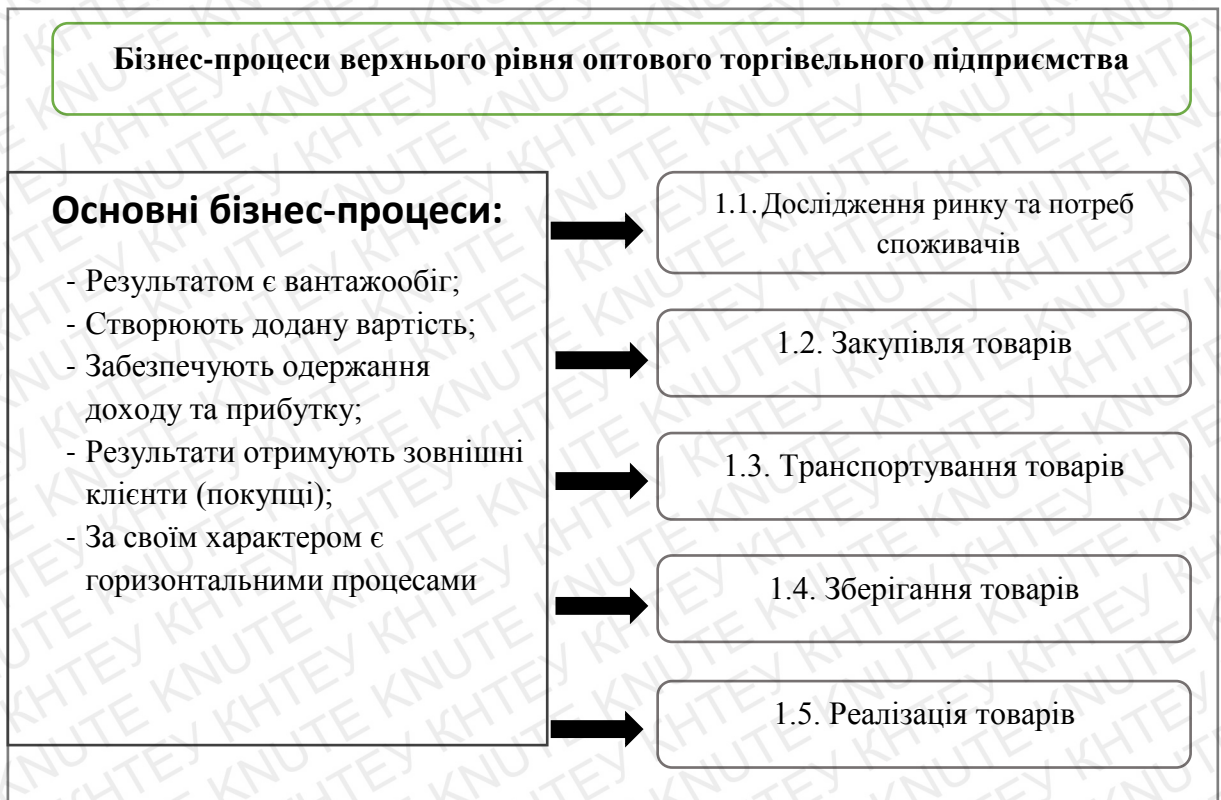 Бізнес-процеси верхнього рівня оптового торгівельного підприємства
Основні бізнес-процеси:
- Результатом є вантажообіг;
- Створюють додану вартість;
- Забезпечують одержання
доходу та прибутку;
- Результати отримують зовнішні
клієнти (покупці);
- За своїм характером є
горизонтальними процесами
1.1. Дослідження ринку та потреб
споживачів
1.2. Закупівля товарів
1.3. Транспортування товарів
1.4. Зберігання товарів
1.5. Реалізація товарів